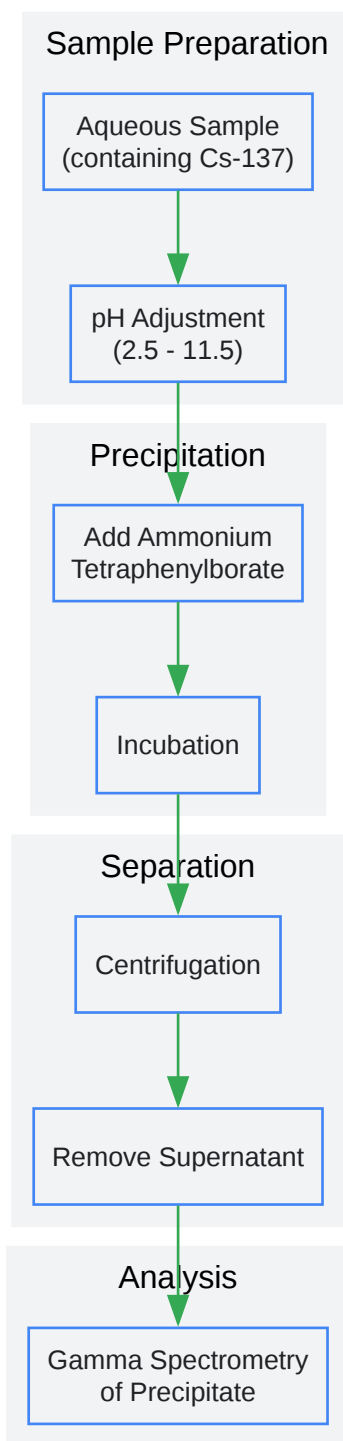 Sample Preparation
Aqueous Sample
(containing Cs-137)
pH Adjustment
(2.5 - 11.5)
Precipitation
Add Ammonium
Tetraphenylborate
Incubation
Separation
Centrifugation
Remove Supernatant
Analysis
Gamma Spectrometry
of Precipitate